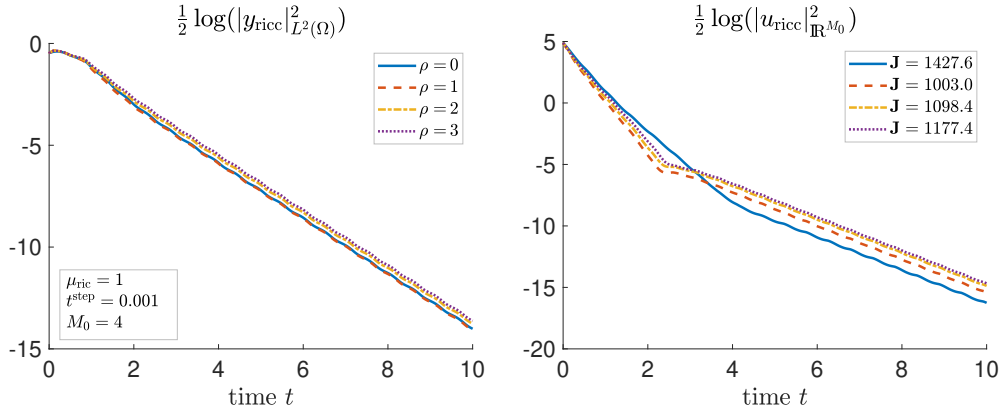 ½ log(|y_ricc|²_{L²(Ω)})
0
-5
-10
-15
0 2 4 6 8 10
time t
ρ = 0
ρ = 1
ρ = 2
ρ = 3
μ_ric = 1
t^step = 0.001
M₀ = 4
½ log(|u_ricc|²_{ℝ^{M₀}})
5
0
-5
-10
-15
-20
0 2 4 6 8 10
time t
J = 1427.6
J = 1003.0
J = 1098.4
J = 1177.4